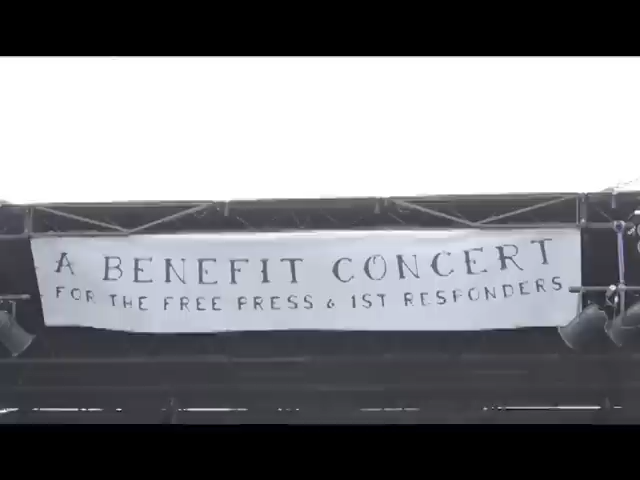 A BENEFIT CONCERT
FOR THE FREE PRESS & 1ST RESPONDERS